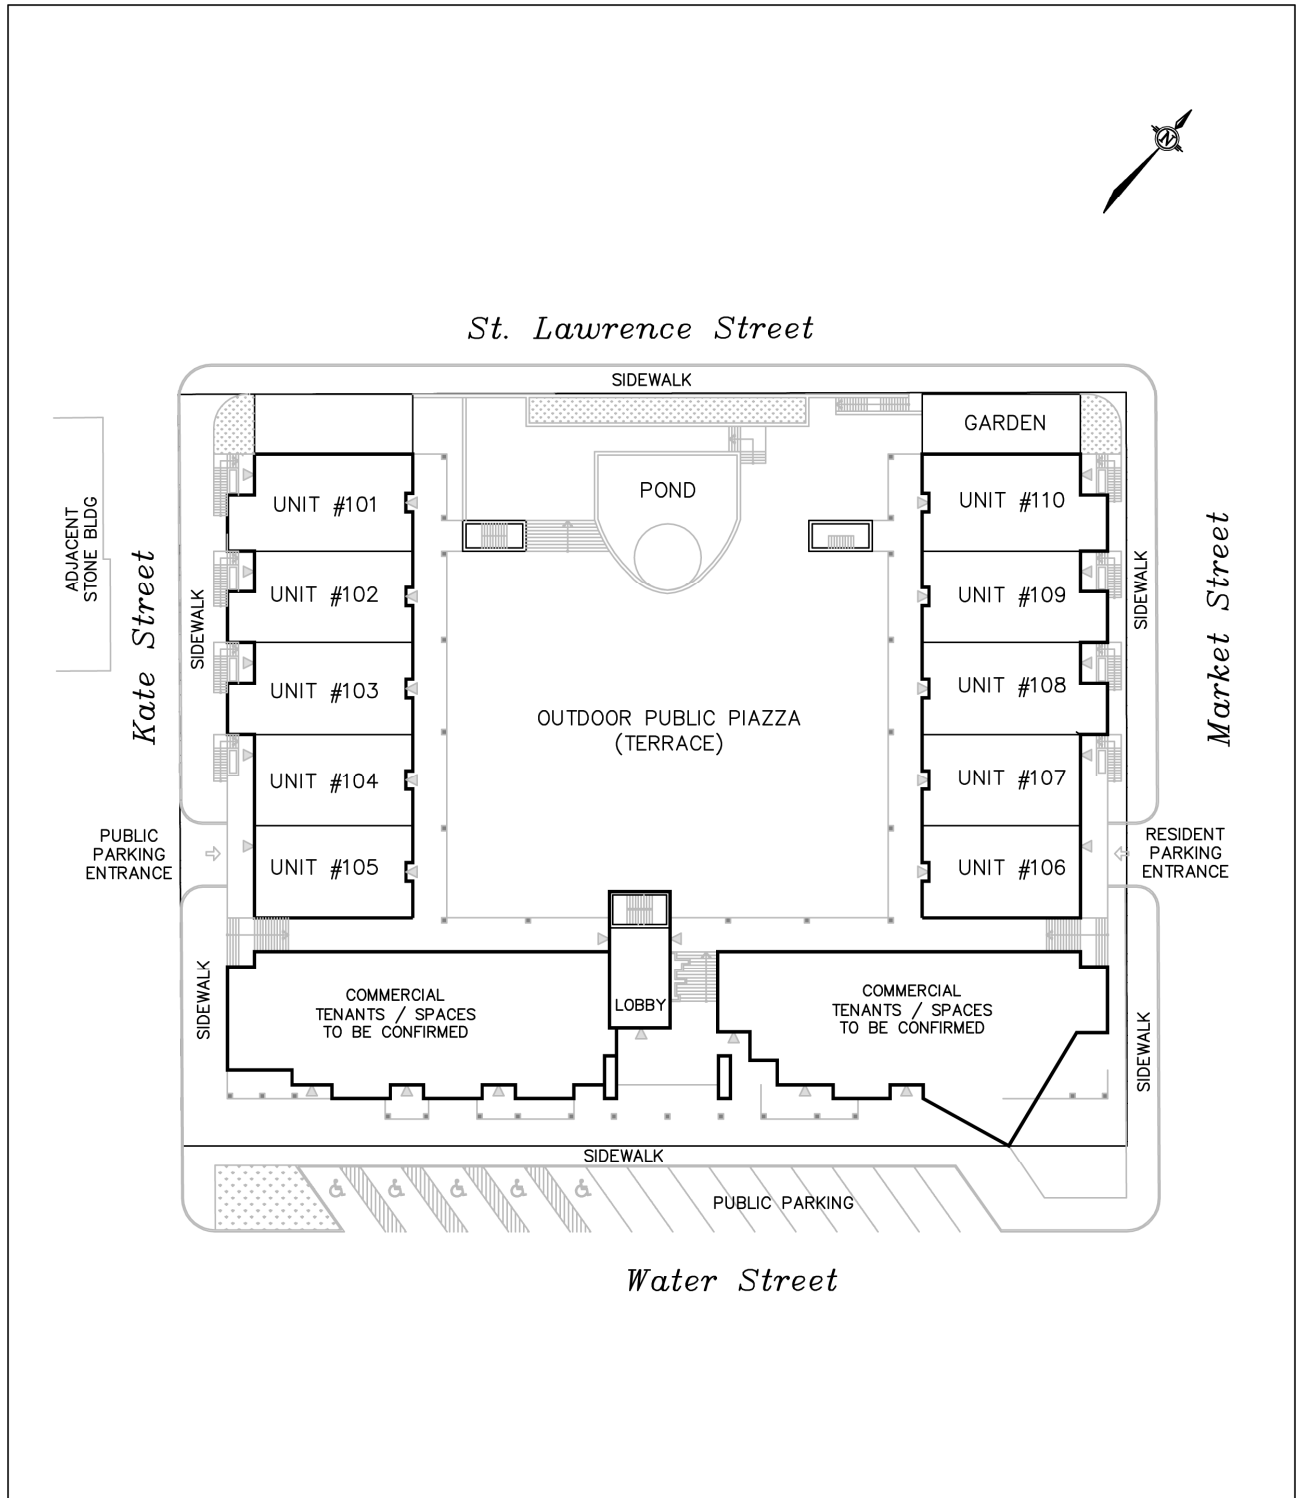 N
St. Lawrence Street
SIDEWALK
GARDEN
POND
UNIT #101
UNIT #110
ADJACENT
STONE BLDG
Kate Street
SIDEWALK
UNIT #102
UNIT #109
SIDEWALK
Market Street
UNIT #103
UNIT #108
OUTDOOR PUBLIC PIAZZA
(TERRACE)
UNIT #104
UNIT #107
PUBLIC
PARKING
ENTRANCE
UNIT #105
UNIT #106
RESIDENT
PARKING
ENTRANCE
SIDEWALK
COMMERCIAL
TENANTS / SPACES
TO BE CONFIRMED
LOBBY
COMMERCIAL
TENANTS / SPACES
TO BE CONFIRMED
SIDEWALK
SIDEWALK
PUBLIC PARKING
Water Street